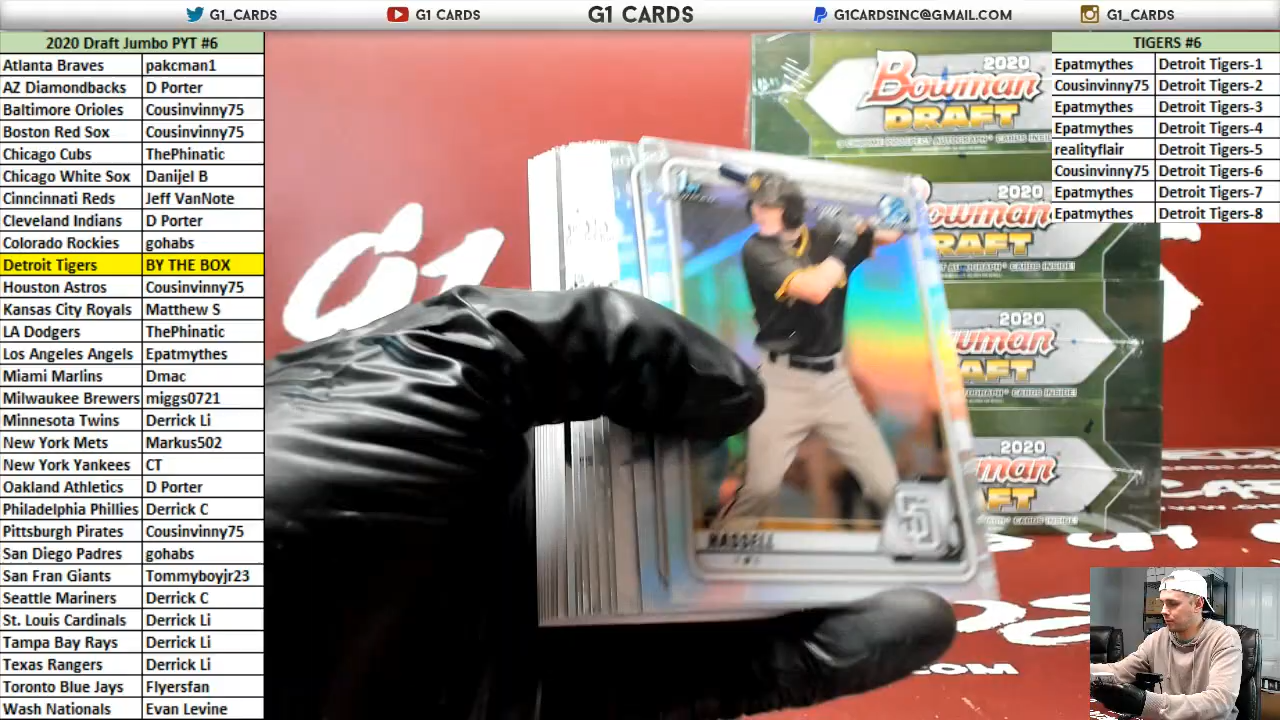 G1_CARDS G1 CARDS G1 CARDS G1CARDSINC@GMAIL.COM G1_CARDS
2020 Draft Jumbo PYT #6
Atlanta Braves pakcman1
AZ Diamondbacks D Porter
Baltimore Orioles Cousinvinny75
Boston Red Sox Cousinvinny75
Chicago Cubs ThePhinatic
Chicago White Sox Danijel B
Cinncinnati Reds Jeff VanNote
Cleveland Indians D Porter
Colorado Rockies gohabs
Detroit Tigers BY THE BOX
Houston Astros Cousinvinny75
Kansas City Royals Matthew S
LA Dodgers ThePhinatic
Los Angeles Angels Epatmythes
Miami Marlins Dmac
Milwaukee Brewers miggs0721
Minnesota Twins Derrick Li
New York Mets Markus502
New York Yankees CT
Oakland Athletics D Porter
Philadelphia Phillies Derrick C
Pittsburgh Pirates Cousinvinny75
San Diego Padres gohabs
San Fran Giants Tommyboyjr23
Seattle Mariners Derrick C
St. Louis Cardinals Derrick Li
Tampa Bay Rays Derrick Li
Texas Rangers Derrick Li
Toronto Blue Jays Flyersfan
Wash Nationals Evan Levine
TIGERS #6
Epatmythes Detroit Tigers-1
Cousinvinny75 Detroit Tigers-2
Epatmythes Detroit Tigers-3
Epatmythes Detroit Tigers-4
realityflair Detroit Tigers-5
Cousinvinny75 Detroit Tigers-6
Epatmythes Detroit Tigers-7
Epatmythes Detroit Tigers-8
2020
Bowman
DRAFT
2020
Bowman
2020
2020
HASSELL
SD